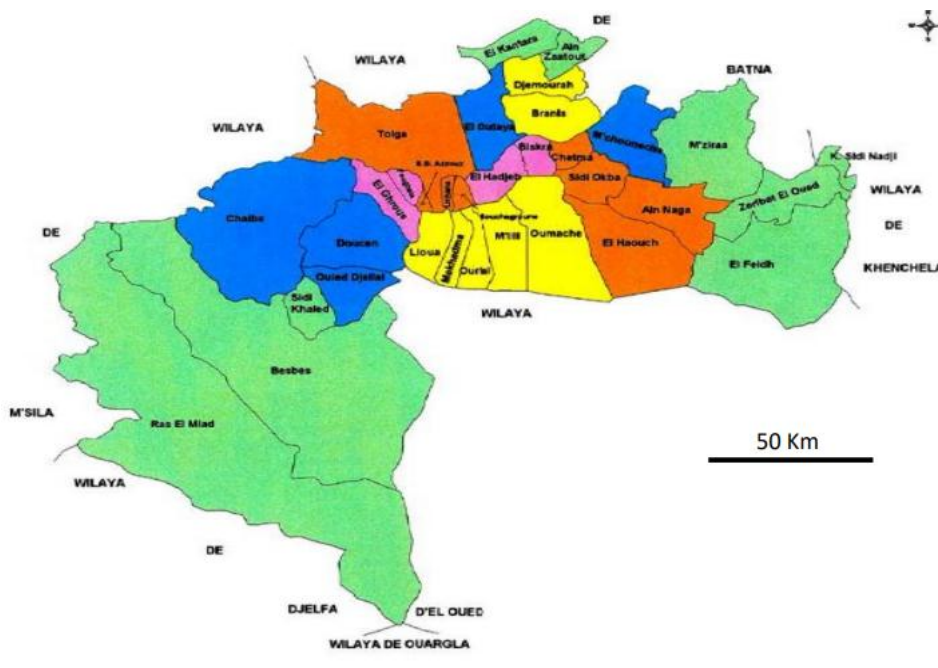 DE
El Kantara
Ain
Zaatout
WILAYA
Djemourah
BATNA
Branis
WILAYA
Tolga
El Outaya
M'chouneche
M'ziraa
K. Sidi Nadji
Biskra
Chetma
El Hadjeb
Sidi Okba
Zeribet El Oued
WILAYA
El Ghrous
Ain Naga
DE
Chaiba
DE
Doucen
Lioua
Mekhadma
Ourlal
M'lili
Oumache
El Haouch
El Feidh
KHENCHELA
Ouled Djellal
Sidi
Khaled
WILAYA
Besbes
M'SILA
Ras El Miad
50 Km
WILAYA
DE
DJELFA
D'EL OUED
WILAYA DE OUARGLA